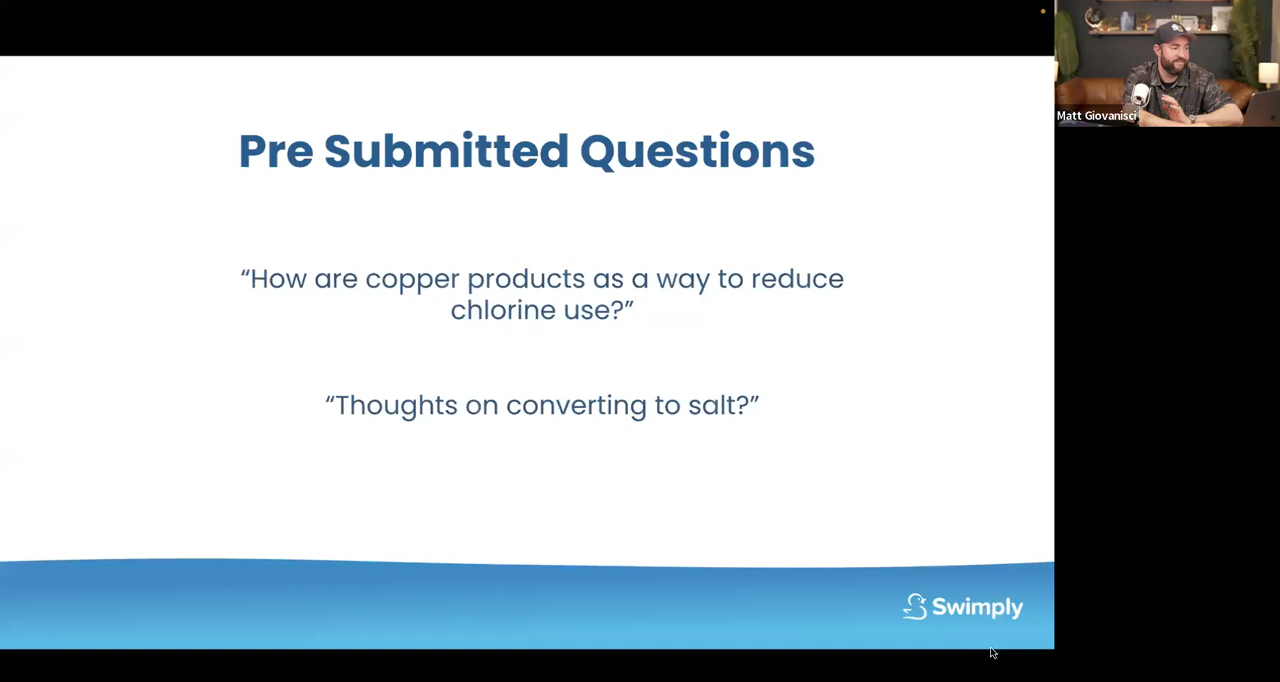 Pre Submitted Questions
“How are copper products as a way to reduce
chlorine use?”
“Thoughts on converting to salt?”
Swimply
Matt Giovanisci